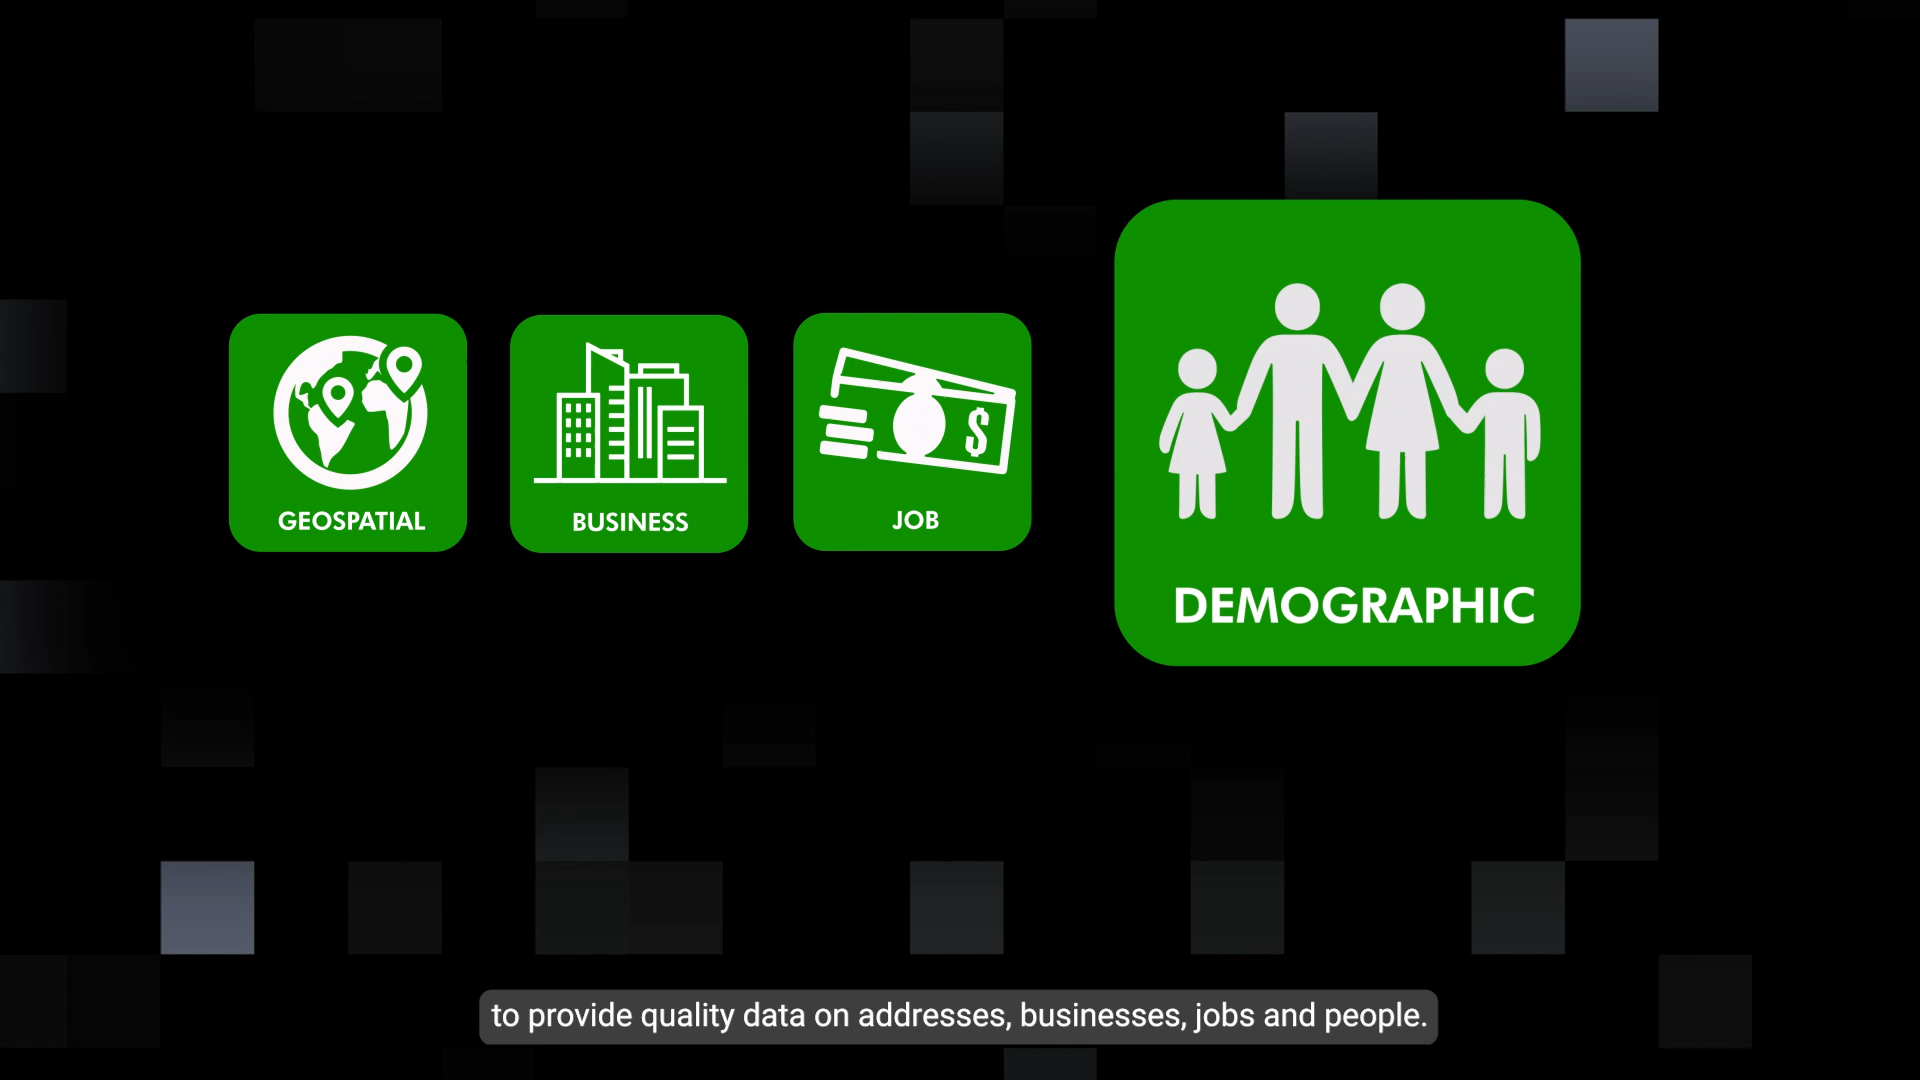 GEOSPATIAL
BUSINESS
$
JOB
DEMOGRAPHIC
to provide quality data on addresses, businesses, jobs and people.